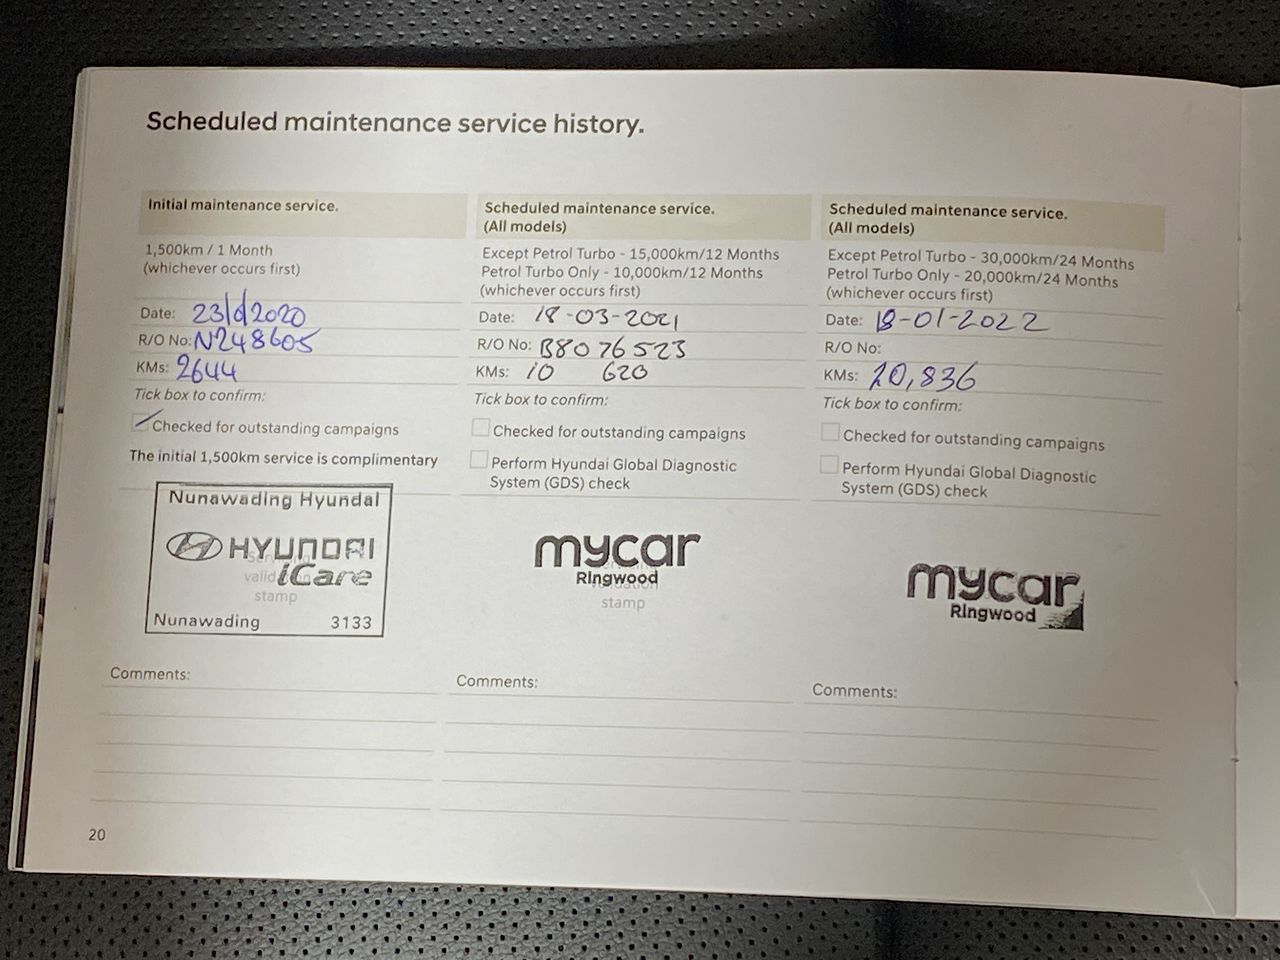 Scheduled maintenance service history.
Initial maintenance service.
1,500km / 1 Month
(whichever occurs first)
Date: 23/6/2020
R/O No: N248605
KMs: 2644
Tick box to confirm:
Checked for outstanding campaigns
The initial 1,500km service is complimentary
Nunawading Hyundai
HYUNDAI
iCare
valid
stamp
Nunawading 3133
Comments:
Scheduled maintenance service.
(All models)
Except Petrol Turbo - 15,000km/12 Months
Petrol Turbo Only - 10,000km/12 Months
(whichever occurs first)
Date: 18-03-2021
R/O No: B8076523
KMs: 10 620
Tick box to confirm:
Checked for outstanding campaigns
Perform Hyundai Global Diagnostic
System (GDS) check
mycar
Ringwood
stamp
Comments:
Scheduled maintenance service.
(All models)
Except Petrol Turbo - 30,000km/24 Months
Petrol Turbo Only - 20,000km/24 Months
(whichever occurs first)
Date: 18-01-2022
R/O No:
KMs: 20,836
Tick box to confirm:
Checked for outstanding campaigns
Perform Hyundai Global Diagnostic
System (GDS) check
mycar
Ringwood
Comments:
20